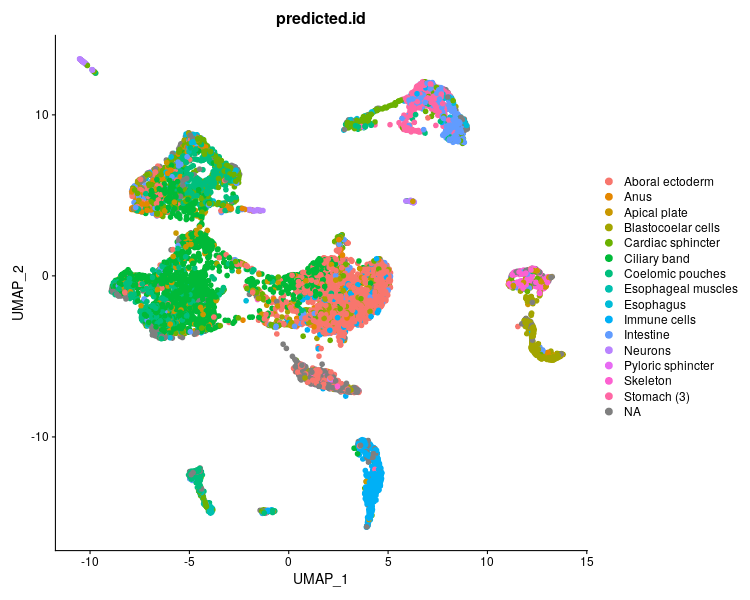 predicted.id
10
0
-10
UMAP_2
-10
-5
0
5
10
15
UMAP_1
Aboral ectoderm
Anus
Apical plate
Blastocoelar cells
Cardiac sphincter
Ciliary band
Coelomic pouches
Esophageal muscles
Esophagus
Immune cells
Intestine
Neurons
Pyloric sphincter
Skeleton
Stomach (3)
NA